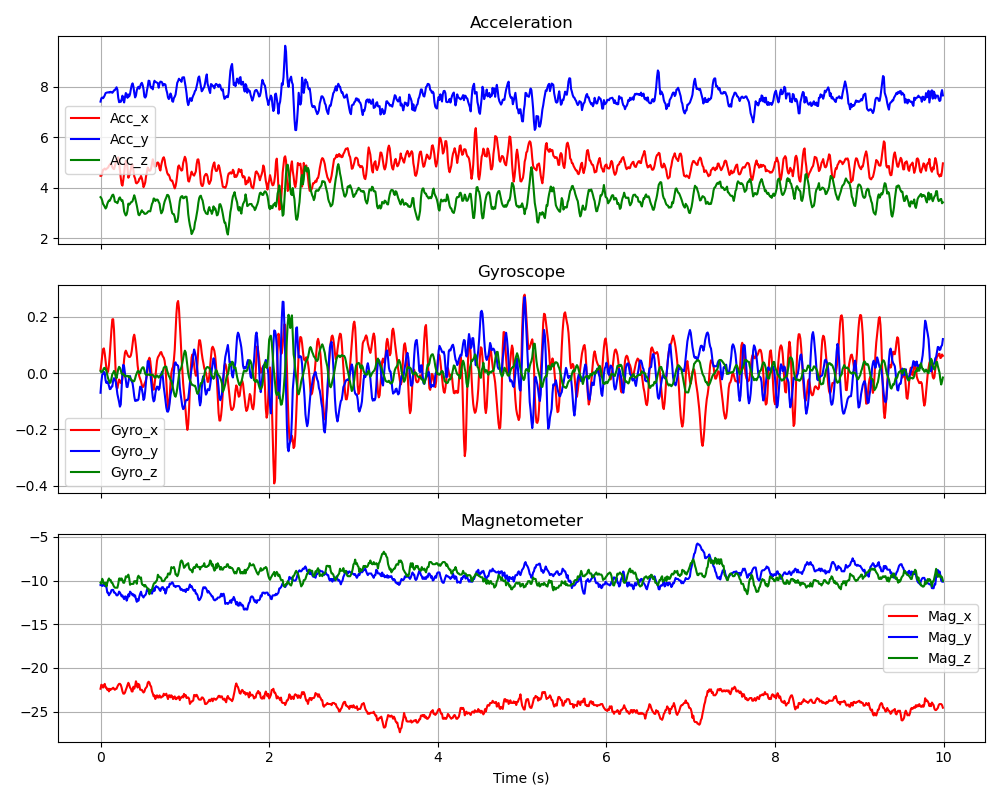 Acceleration
8
6
4
2
Acc_x
Acc_y
Acc_z
Gyroscope
0.2
0.0
−0.2
−0.4
Gyro_x
Gyro_y
Gyro_z
Magnetometer
−5
−10
−15
−20
−25
Mag_x
Mag_y
Mag_z
0 2 4 6 8 10
Time (s)